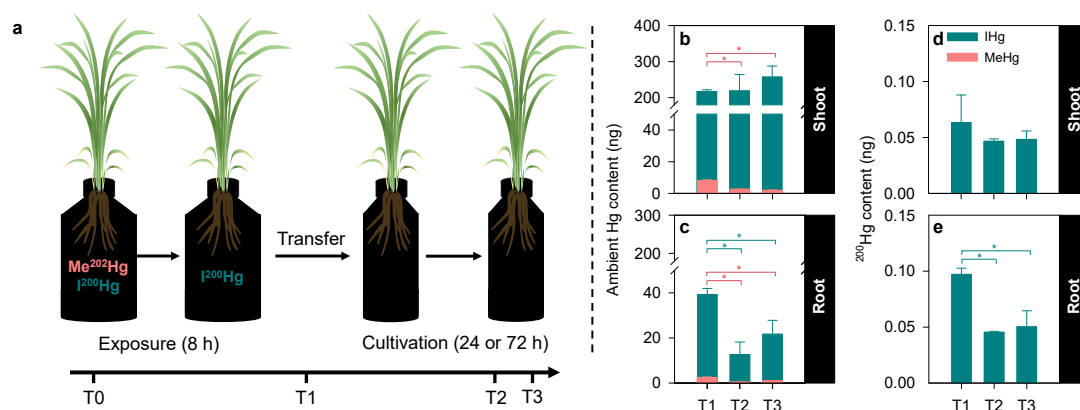 a
Me²⁰²Hg
I²⁰⁰Hg
I²⁰⁰Hg
Transfer
Exposure (8 h)
Cultivation (24 or 72 h)
T0
T1
T2
T3
Ambient Hg content (ng)
b
400
300
200
40
20
0
*
*
Shoot
c
300
200
40
20
0
*
*
*
*
Root
T1 T2 T3
²⁰⁰Hg content (ng)
d
IHg
MeHg
0.15
0.10
0.05
0.00
Shoot
e
0.15
0.10
0.05
0.00
*
*
Root
T1 T2 T3